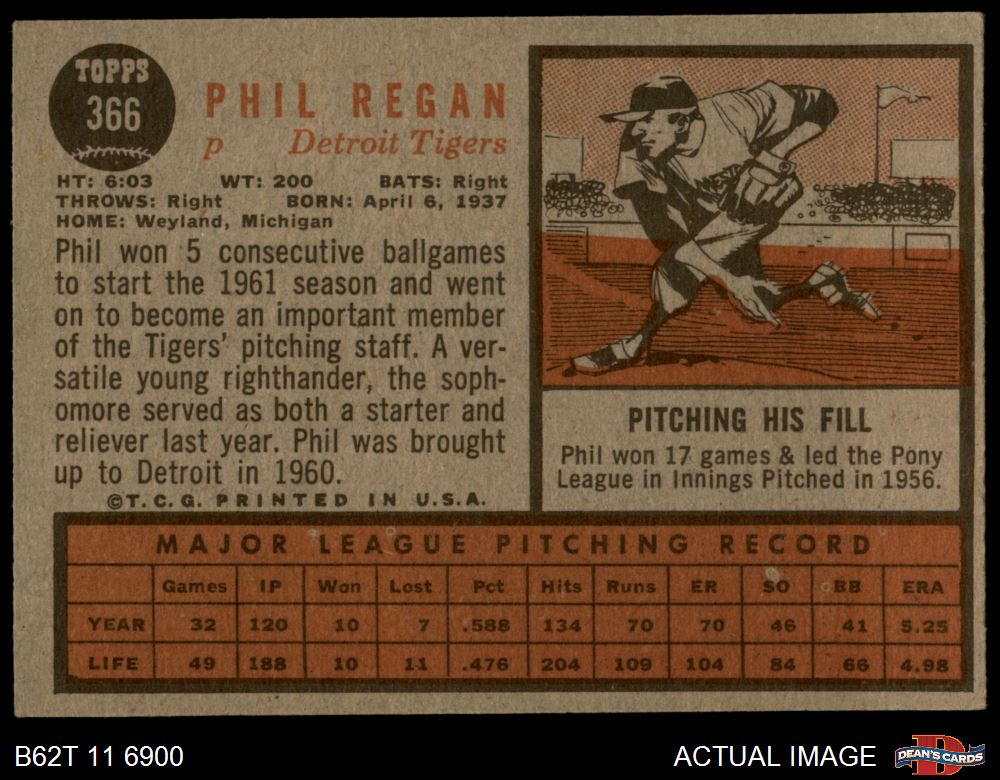 TOPPS
366
PHIL REGAN
p Detroit Tigers
HT: 6:03 WT: 200 BATS: Right
THROWS: Right BORN: April 6, 1937
HOME: Weyland, Michigan
Phil won 5 consecutive ballgames
to start the 1961 season and went
on to become an important member
of the Tigers' pitching staff. A ver-
satile young righthander, the soph-
omore served as both a starter and
reliever last year. Phil was brought
up to Detroit in 1960.
©T.C.G. PRINTED IN U.S.A.
PITCHING HIS FILL
Phil won 17 games & led the Pony
League in Innings Pitched in 1956.
MAJOR LEAGUE PITCHING RECORD
Games IP Won Lost Pct Hits Runs ER SO BB ERA
YEAR 32 120 10 7 .588 134 70 70 46 41 5.25
LIFE 49 188 10 11 .476 204 109 104 84 66 4.98
B62T 11 6900
ACTUAL IMAGE
D
DEAN'S CARDS